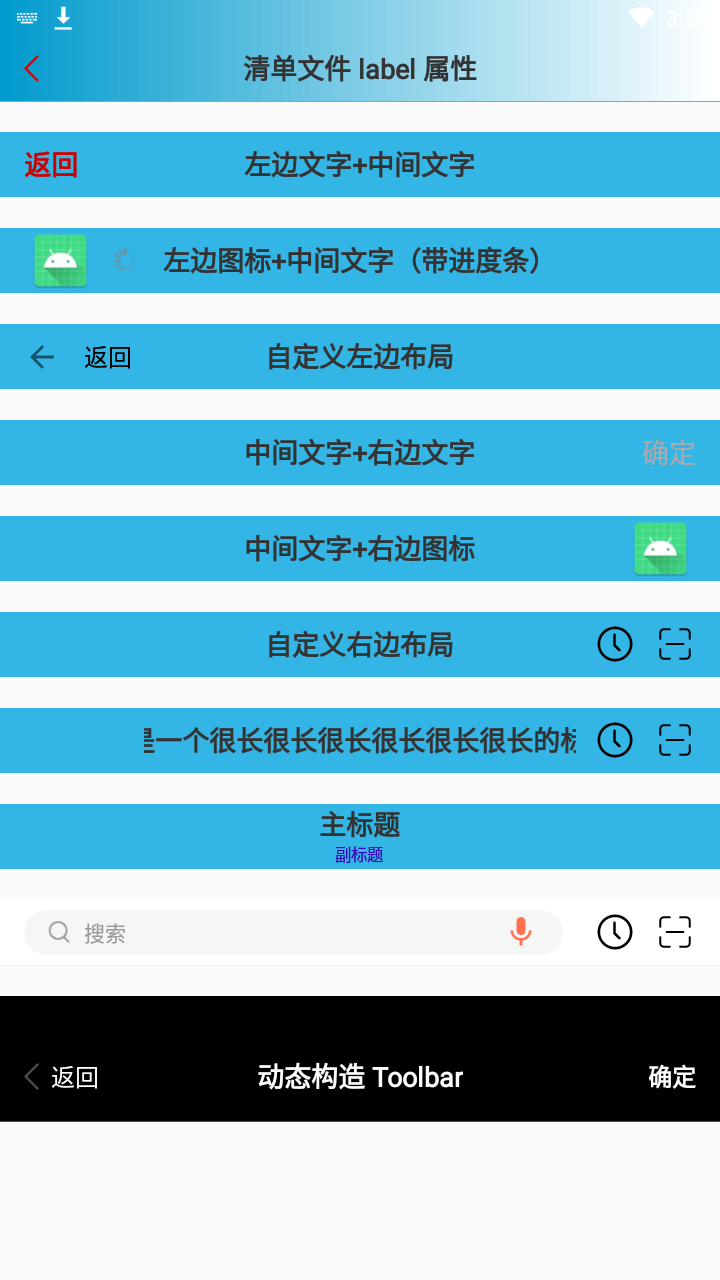 清单文件 label 属性
返回 左边文字+中间文字
左边图标+中间文字（带进度条）
返回 自定义左边布局
中间文字+右边文字 确定
中间文字+右边图标
自定义右边布局
一个很长很长很长很长很长很长的
主标题
副标题
搜索
返回 动态构造 Toolbar 确定